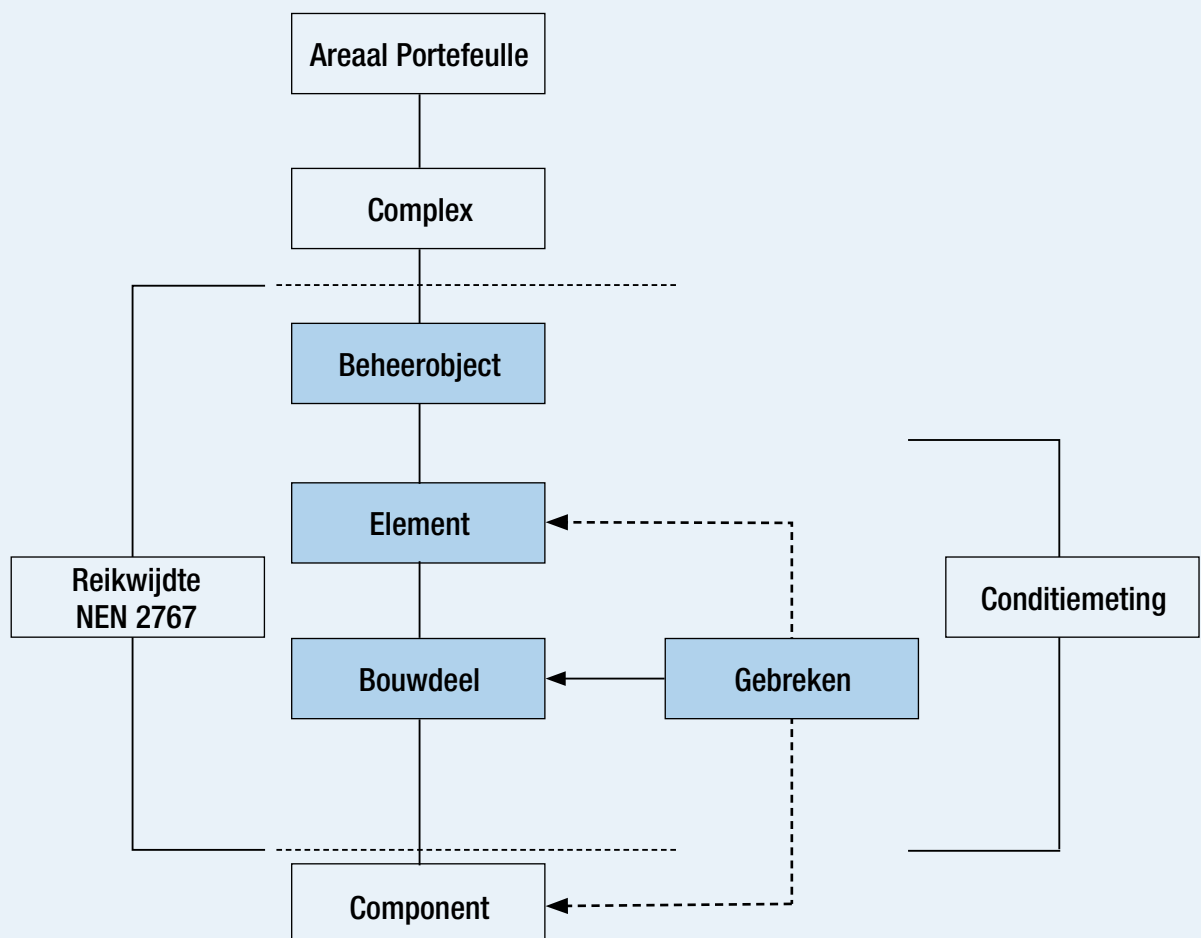 Areaal Portefeulle
Complex
Beheerobject
Element
Reikwijdte
NEN 2767
Conditiemeting
Bouwdeel
Gebreken
Component